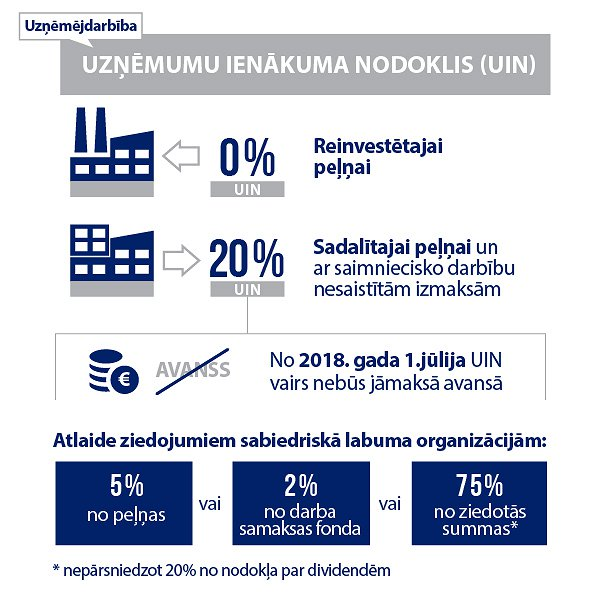 Uzņēmējdarbība
UZŅĒMUMU IENĀKUMA NODOKLIS (UIN)
0%
UIN
Reinvestētajai
peļņai
20%
UIN
Sadalītajai peļņai un
ar saimniecisko darbību
nesaistītām izmaksām
€
AVANSS
No 2018. gada 1.jūlija UIN
vairs nebūs jāmaksā avansā
Atlaide ziedojumiem sabiedriskā labuma organizācijām:
5%
no peļņas
vai
2%
no darba
samaksas fonda
vai
75%
no ziedotās
summas*
* nepārsniedzot 20% no nodokļa par dividendēm